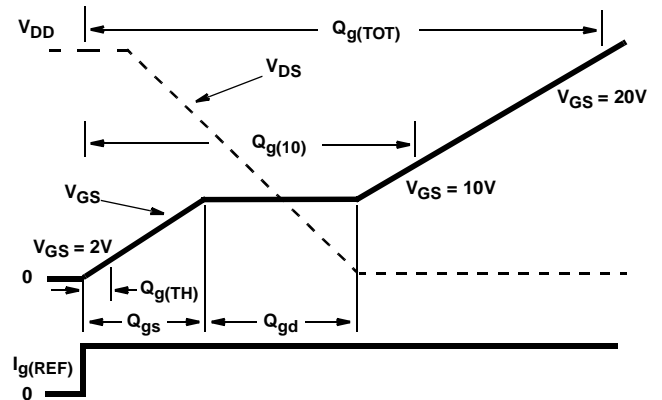 V_DD
Q_g(TOT)
V_DS
V_GS = 20V
Q_g(10)
V_GS
V_GS = 10V
V_GS = 2V
0
Q_g(TH)
Q_gs
Q_gd
I_g(REF)
0